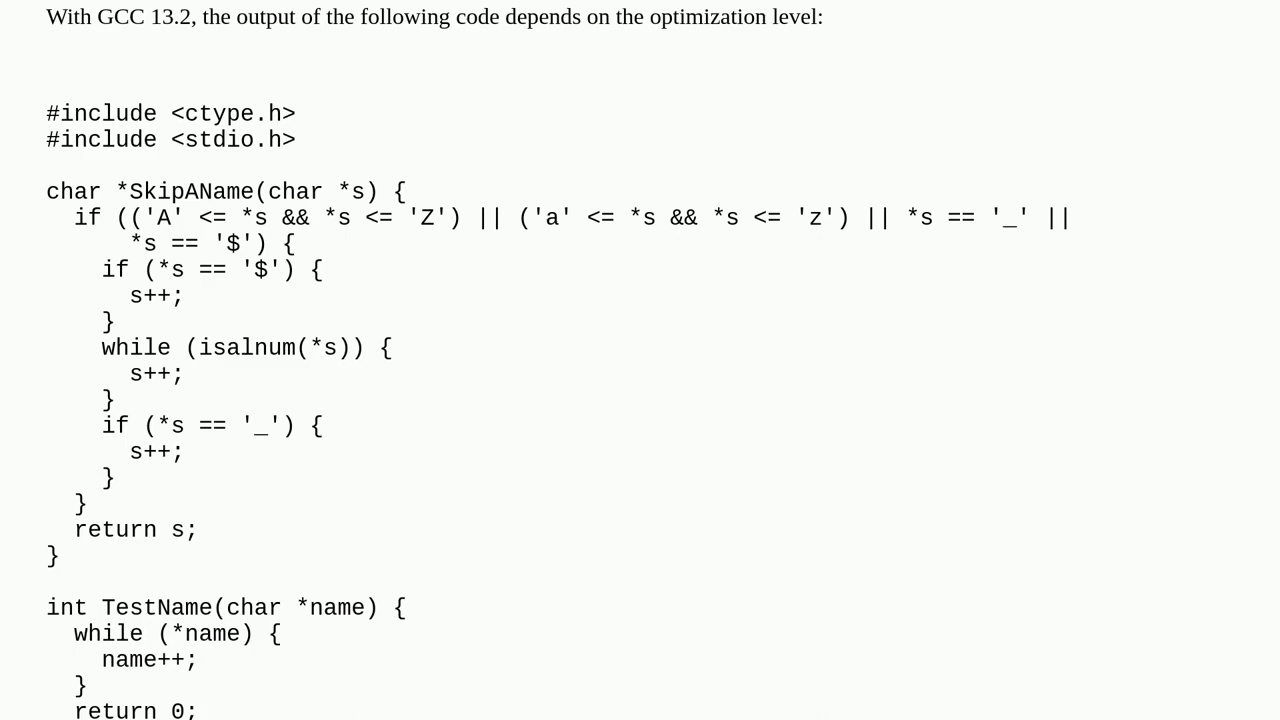 With GCC 13.2, the output of the following code depends on the optimization level:
#include <ctype.h>
#include <stdio.h>
char *SkipAName(char *s) {
  if (('A' <= *s && *s <= 'Z') || ('a' <= *s && *s <= 'z') || *s == '_' ||
      *s == '$') {
    if (*s == '$') {
      s++;
    }
    while (isalnum(*s)) {
      s++;
    }
    if (*s == '_') {
      s++;
    }
  }
  return s;
}
int TestName(char *name) {
  while (*name) {
    name++;
  }
  return 0;